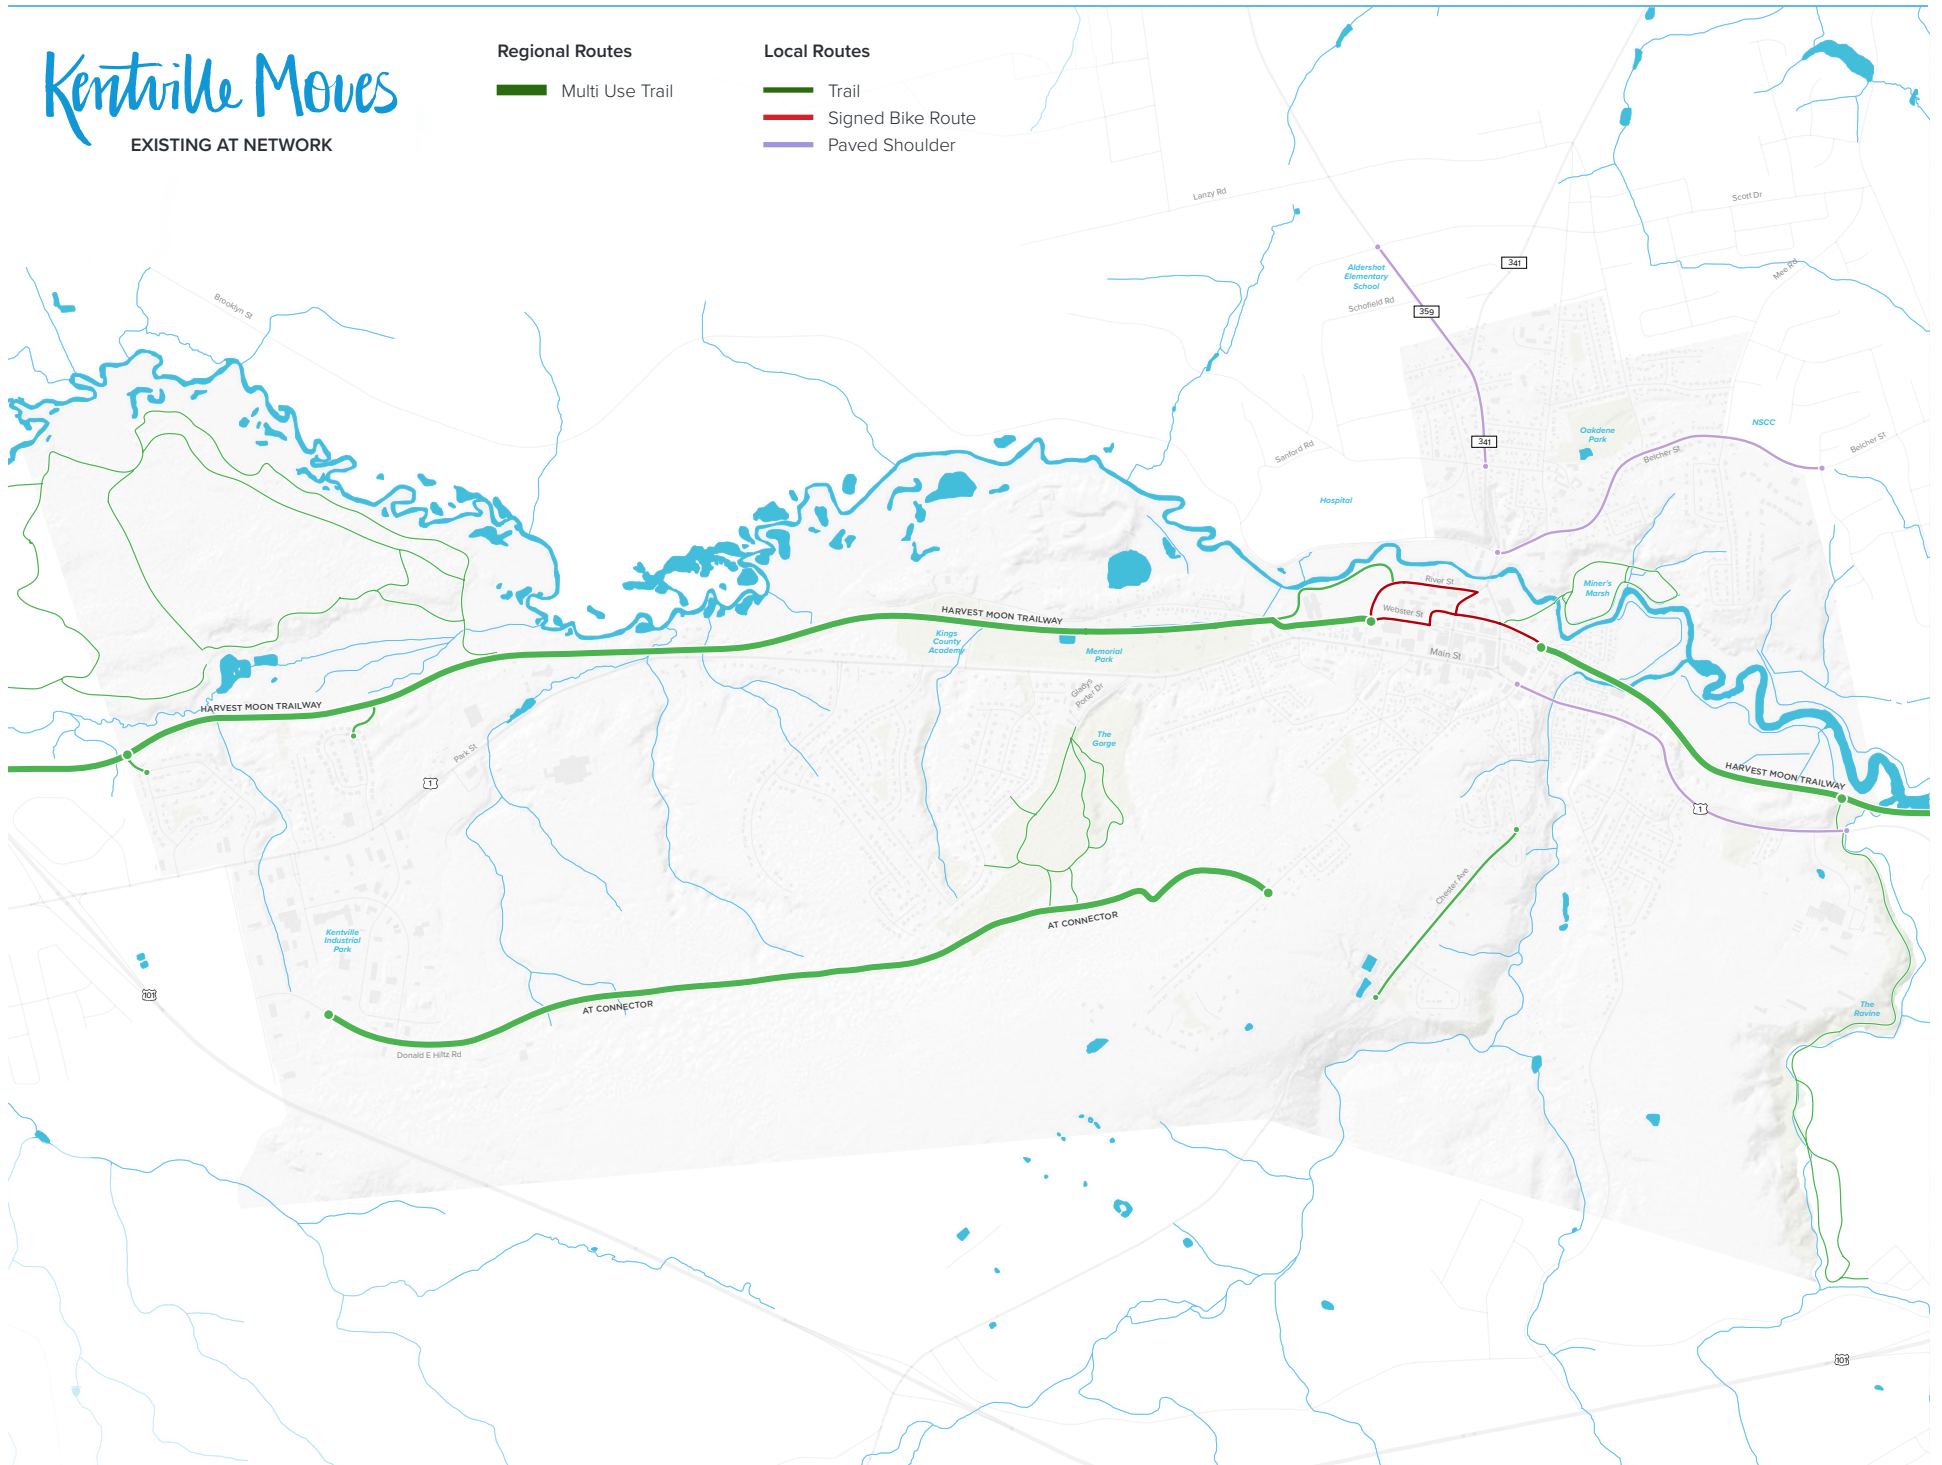 Kentville Moves
EXISTING AT NETWORK
Regional Routes
Multi Use Trail
Local Routes
Trail
Signed Bike Route
Paved Shoulder
Lanzy Rd
Scott Dr
Mee Rd
341
Aldershot
Elementary
School
Schofield Rd
359
Brooklyn St
341
Oakdene
Park
NSCC
Belcher St
Belcher St
Sanford Rd
Hospital
River St
Miner's
Marsh
Webster St
HARVEST MOON TRAILWAY
Kings
County
Academy
Memorial
Park
Main St
Gladys
Porter Dr
HARVEST MOON TRAILWAY
The
Gorge
Park St
1
HARVEST MOON TRAILWAY
1
Chester Ave
AT CONNECTOR
Kentville
Industrial
Park
101
AT CONNECTOR
The
Ravine
Donald E Hiltz Rd
101